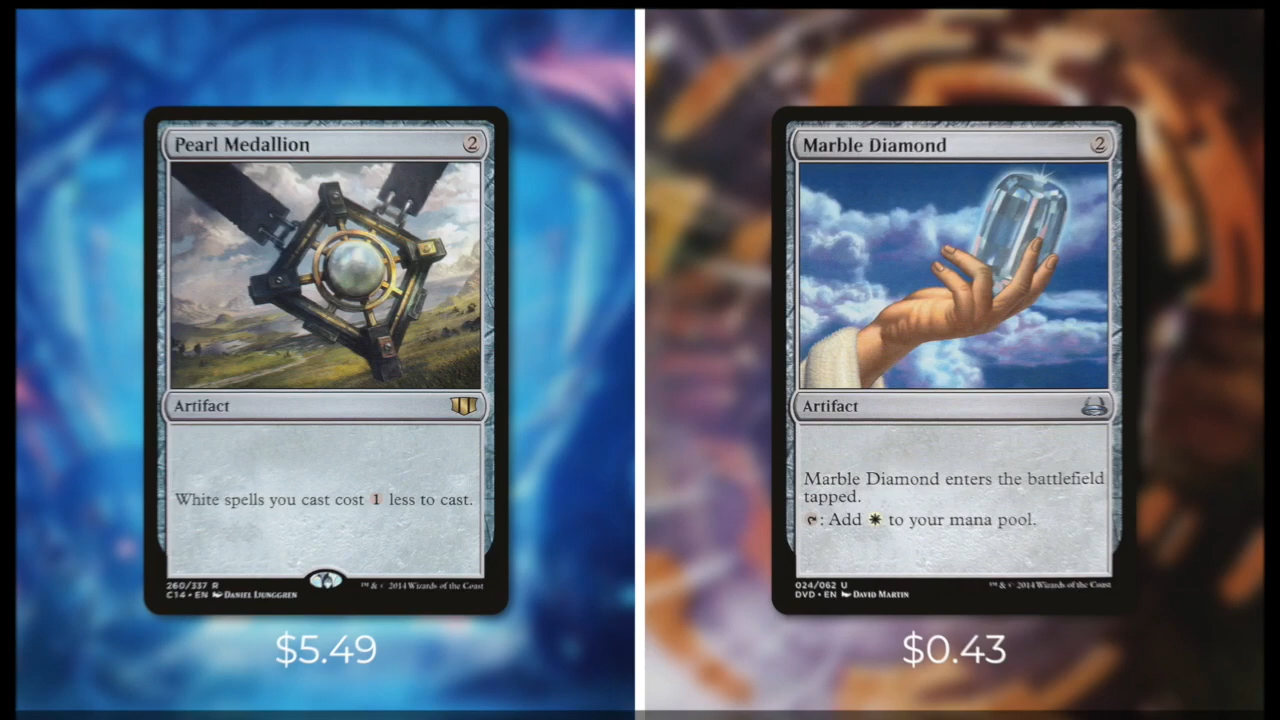 Pearl Medallion 2
Artifact
White spells you cast cost 1 less to cast.
260/337 R
C14 • EN DANIEL LJUNGGREN
™ & © 2014 Wizards of the Coast
$5.49
Marble Diamond 2
Artifact
Marble Diamond enters the battlefield
tapped.
: Add to your mana pool.
024/062 U
DVD • EN DAVID MARTIN
™ & © 2014 Wizards of the Coast
$0.43